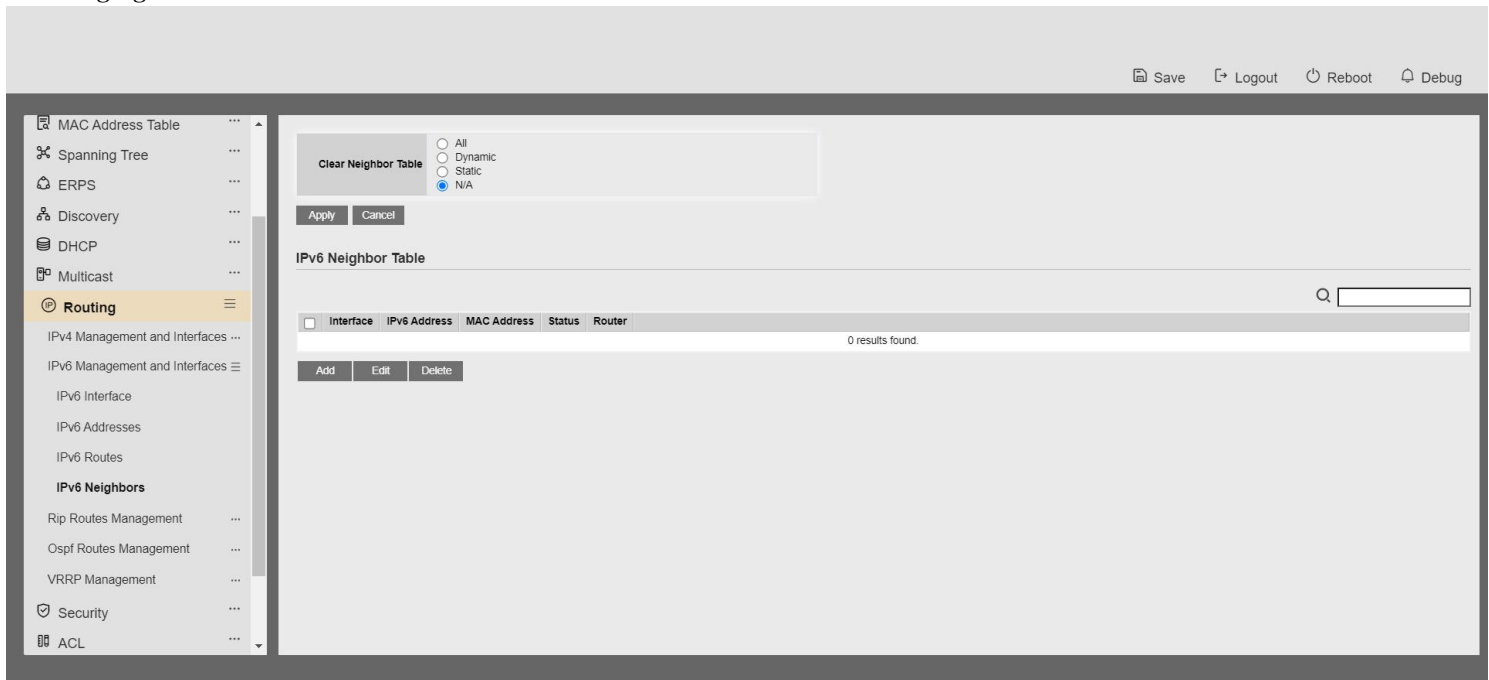 Save Logout Reboot Debug
MAC Address Table
Spanning Tree
ERPS
Discovery
DHCP
Multicast
Routing
IPv4 Management and Interfaces
IPv6 Management and Interfaces
IPv6 Interface
IPv6 Addresses
IPv6 Routes
IPv6 Neighbors
Rip Routes Management
Ospf Routes Management
VRRP Management
Security
ACL
Clear Neighbor Table
All
Dynamic
Static
N/A
Apply Cancel
IPv6 Neighbor Table
Interface IPv6 Address MAC Address Status Router
0 results found.
Add Edit Delete